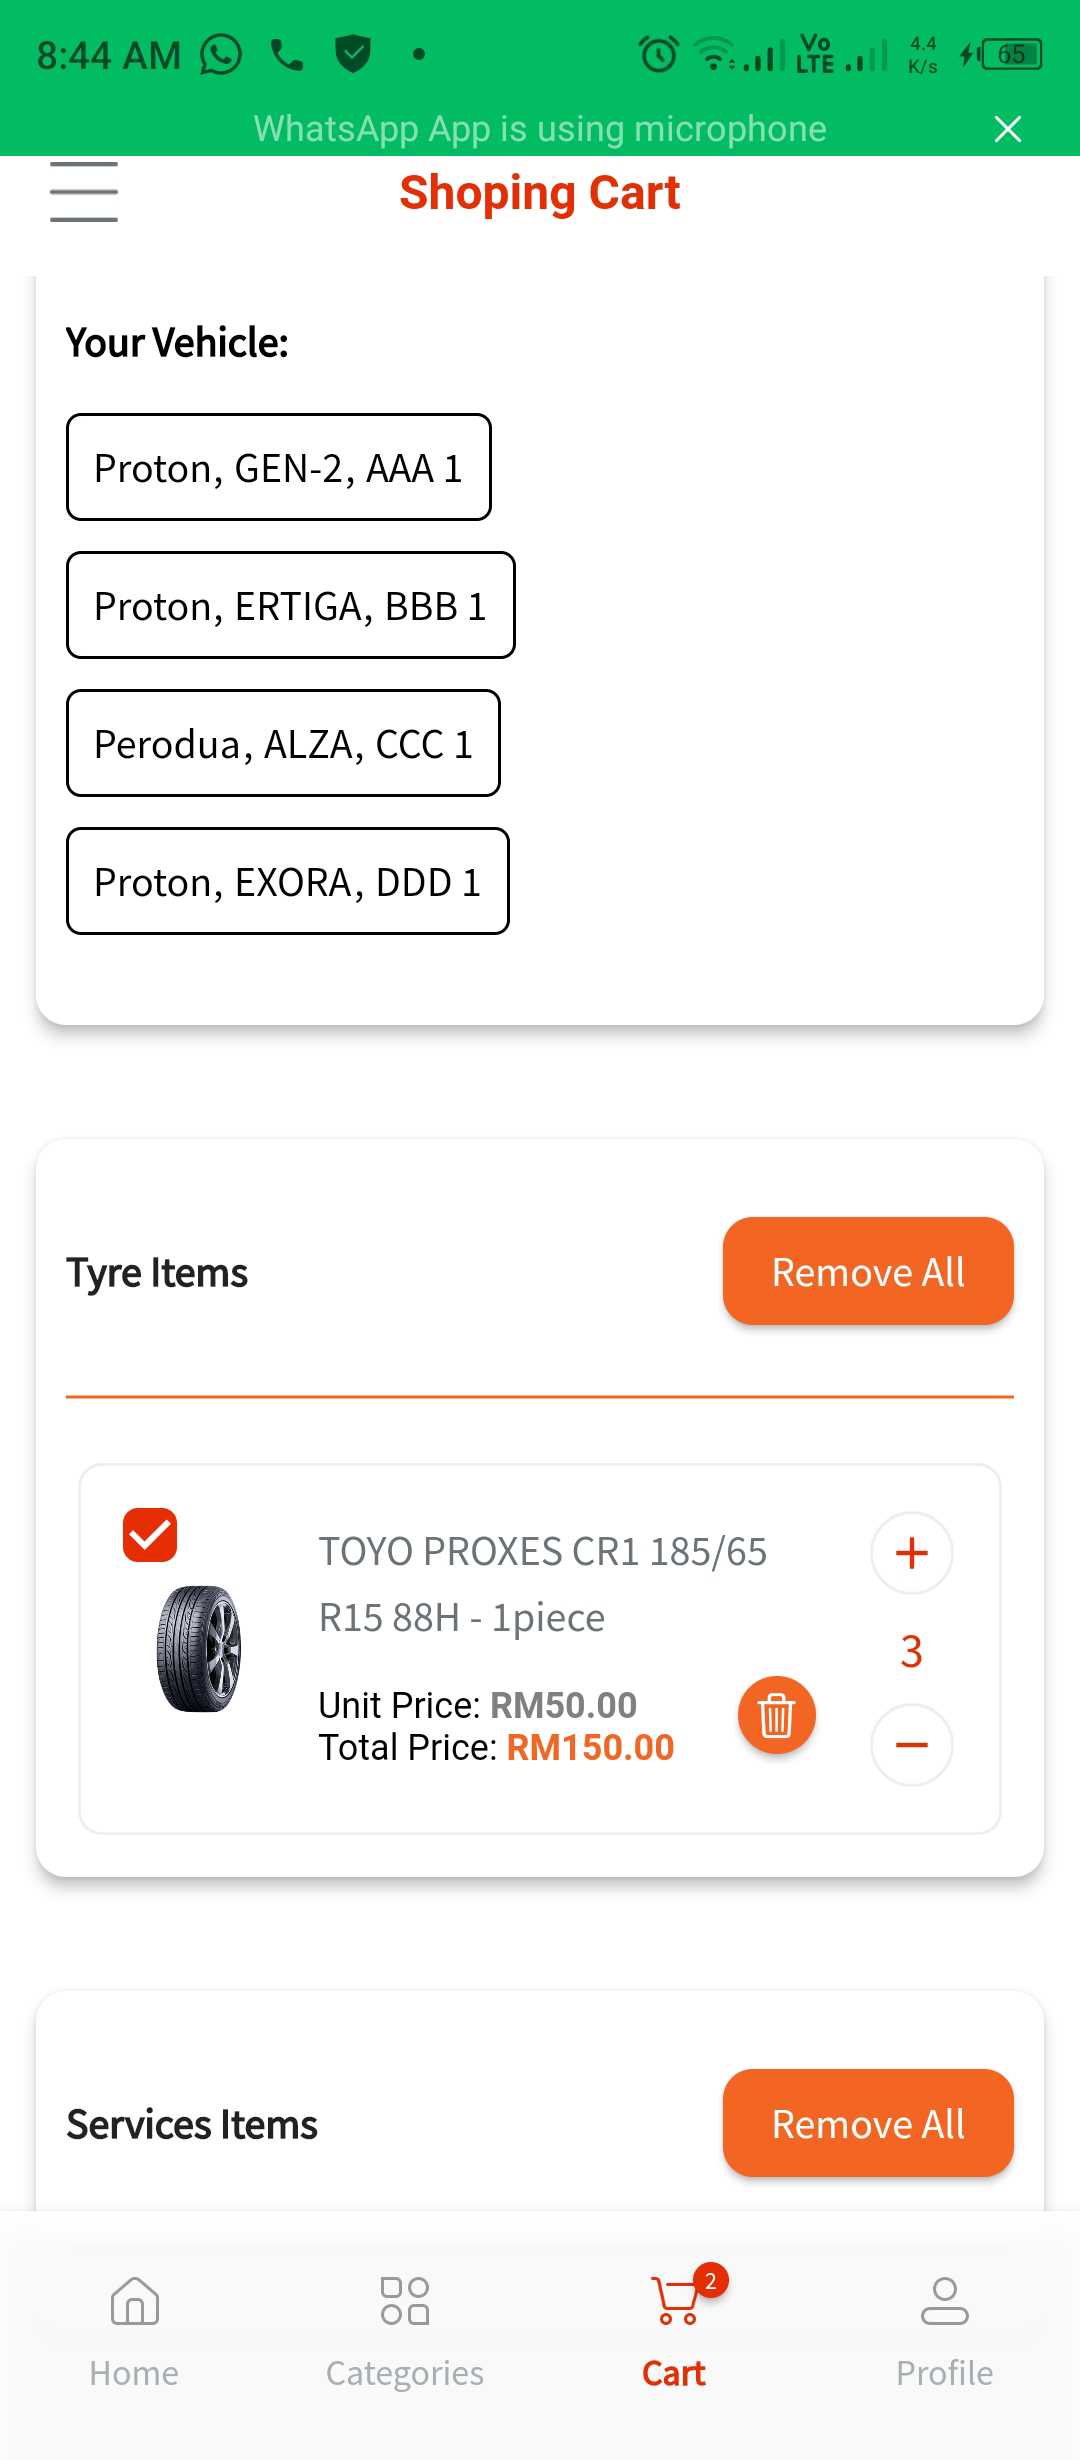 8:44 AM
Vo
LTE
4.4
K/s
65
WhatsApp App is using microphone
Shoping Cart
Your Vehicle:
Proton, GEN-2, AAA 1
Proton, ERTIGA, BBB 1
Perodua, ALZA, CCC 1
Proton, EXORA, DDD 1
Tyre Items
Remove All
TOYO PROXES CR1 185/65
R15 88H - 1piece
3
Unit Price: RM50.00
Total Price: RM150.00
Services Items
Remove All
2
Home
Categories
Cart
Profile